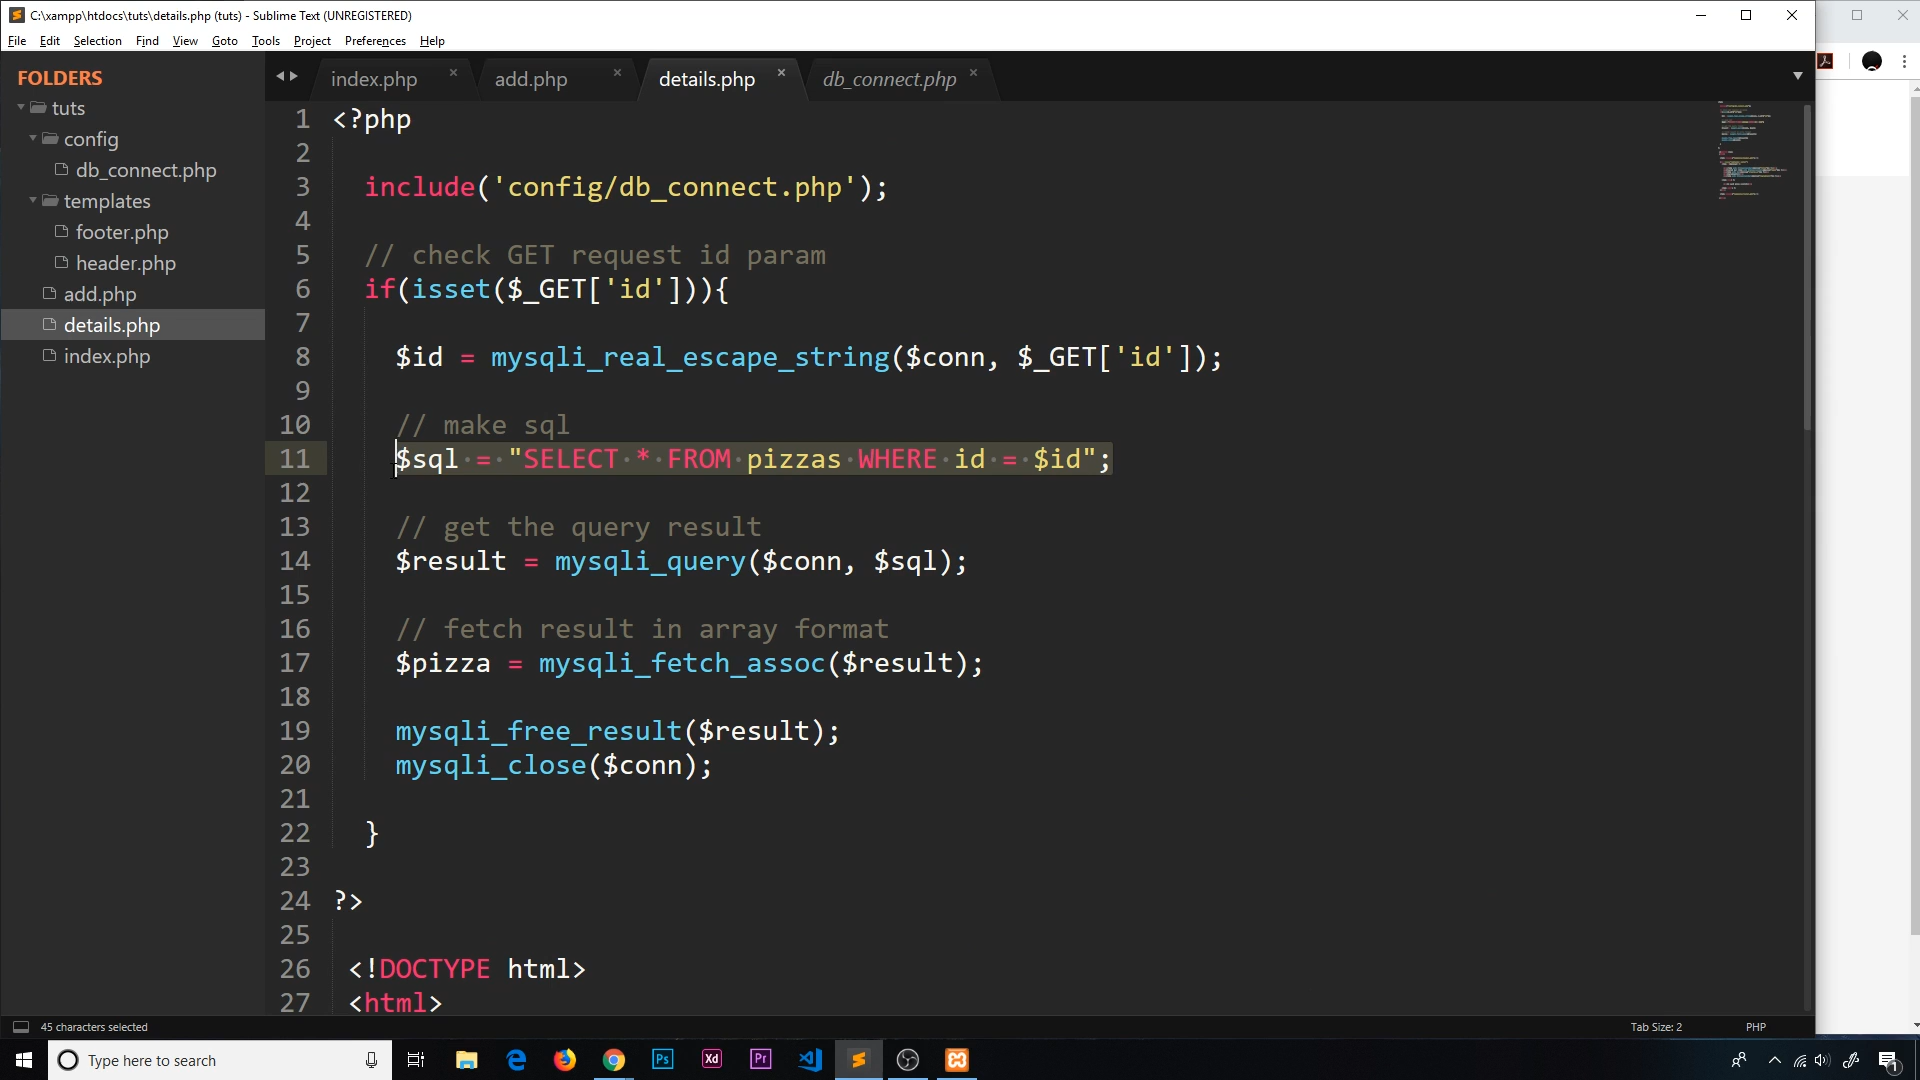 C:\xampp\htdocs\tuts\details.php (tuts) - Sublime Text (UNREGISTERED)
File Edit Selection Find View Goto Tools Project Preferences Help
FOLDERS
tuts
config
db_connect.php
templates
footer.php
header.php
add.php
details.php
index.php
index.php add.php details.php db_connect.php
1 <?php
2
3 include('config/db_connect.php');
4
5 // check GET request id param
6 if(isset($_GET['id'])){
7
8 $id = mysqli_real_escape_string($conn, $_GET['id']);
9
10 // make sql
11 $sql = "SELECT * FROM pizzas WHERE id = $id";
12
13 // get the query result
14 $result = mysqli_query($conn, $sql);
15
16 // fetch result in array format
17 $pizza = mysqli_fetch_assoc($result);
18
19 mysqli_free_result($result);
20 mysqli_close($conn);
21
22 }
23
24 ?>
25
26 <!DOCTYPE html>
27 <html>
45 characters selected Tab Size: 2 PHP
Type here to search Ps Xd Pr 1